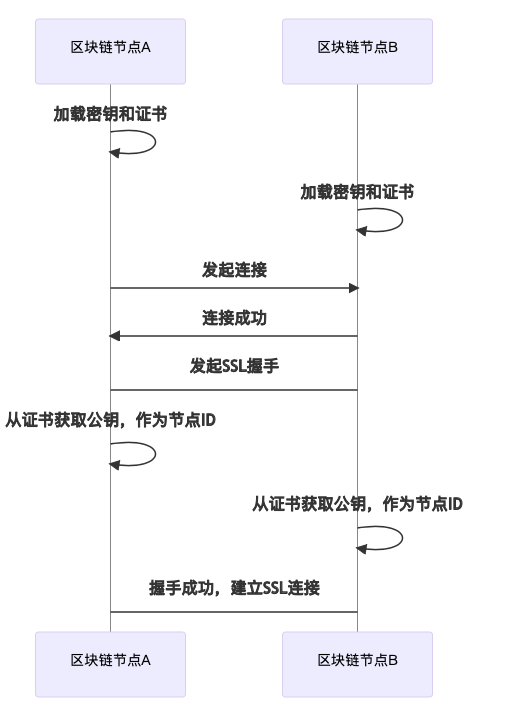 区块链节点A
区块链节点B
加载密钥和证书
加载密钥和证书
发起连接
连接成功
发起SSL握手
从证书获取公钥，作为节点ID
从证书获取公钥，作为节点ID
握手成功，建立SSL连接
区块链节点A
区块链节点B